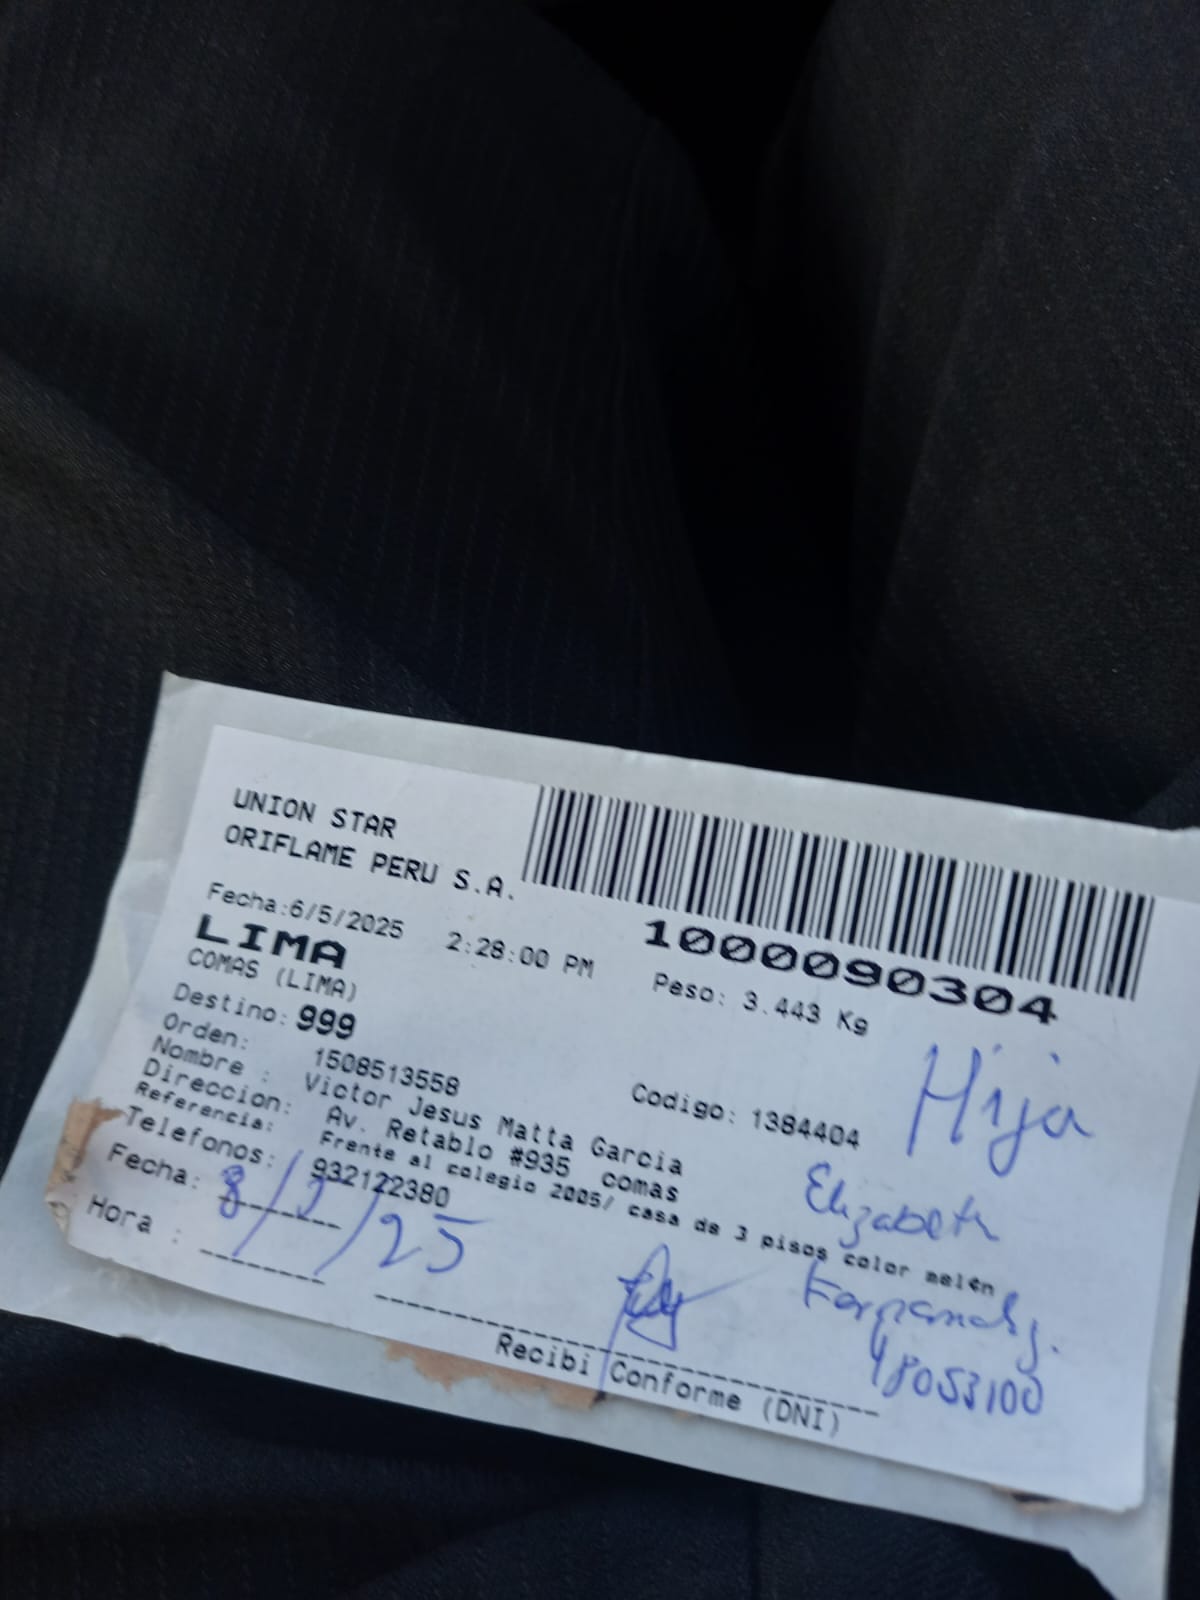 UNION STAR
ORIFLAME PERU S.A.
1000090304
Fecha:6/5/2025 2:28:00 PM
Peso: 3.443 Kg
LIMA
COMAS (LIMA)
Destino: 999
Orden: 1508513558
Codigo: 1384404
Nombre : Victor Jesus Matta Garcia
Direccion: Av. Retablo #935 comas
Referencia: Frente al colegio 2005/ casa de 3 pisos color melón
Telefonos: 932122380
Fecha: 8/5/25
Hora :
Recibi Conforme (DNI)
Hija
Elizabeth
48053100